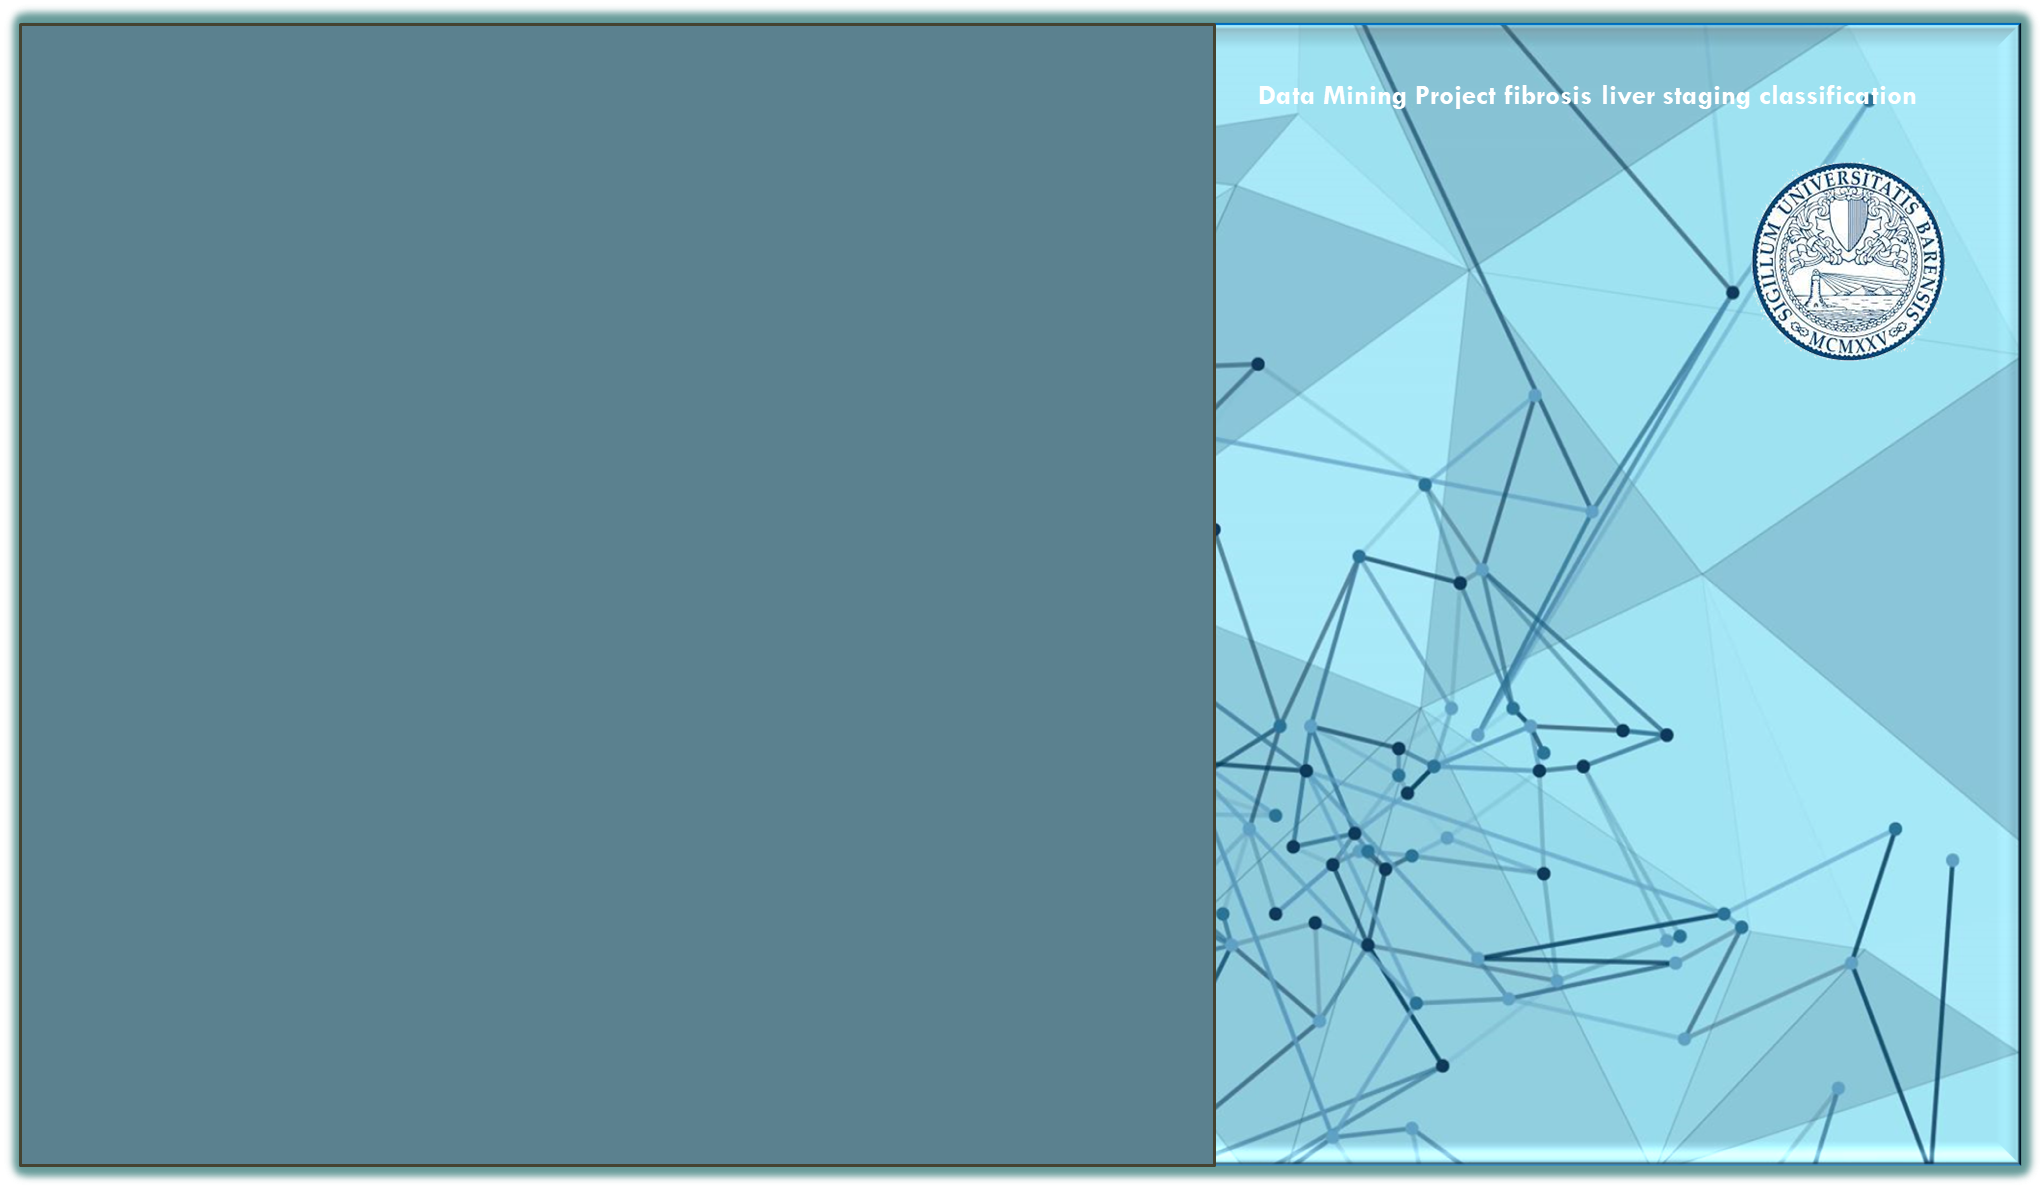 Data Mining Project fibrosis liver staging classification
SIGILLUM UNIVERSITATIS BARENSIS
MCMXXV